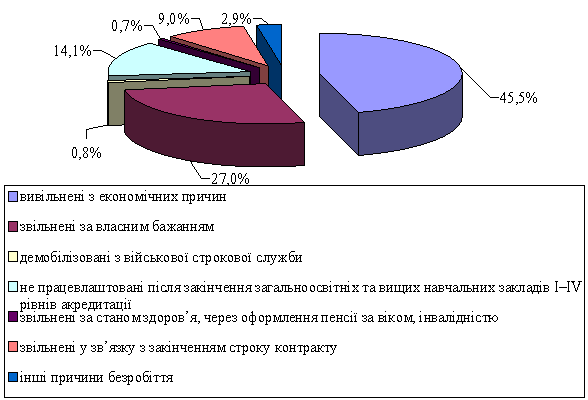 0,7%
9,0%
2,9%
14,1%
45,5%
0,8%
27,0%
вивільнені з економічних причин
звільнені за власним бажанням
демобілізовані з військової строкової служби
не працевлаштовані після закінчення загальноосвітніх та вищих навчальних закладів І–ІV
рівнів акредитації
звільнені за станом здоров’я, через оформлення пенсії за віком, інвалідністю
звільнені у зв’язку з закінченням строку контракту
інші причини безробіття